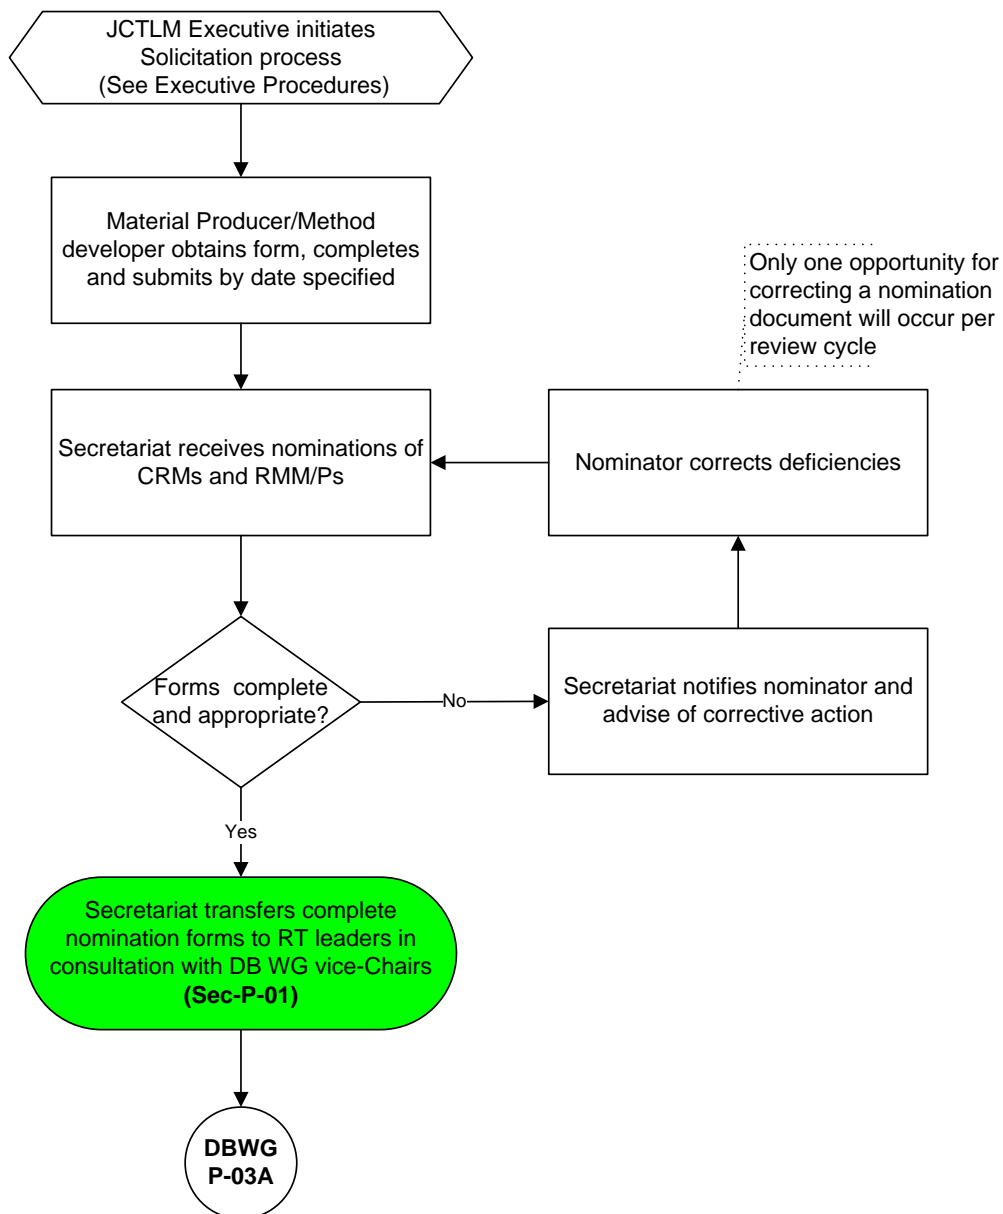 JCTLM Executive initiates
Solicitation process
(See Executive Procedures)
Material Producer/Method
developer obtains form, completes
and submits by date specified
Only one opportunity for
correcting a nomination
document will occur per
review cycle
Secretariat receives nominations of
CRMs and RMM/Ps
Nominator corrects deficiencies
Forms complete
and appropriate?
No
Secretariat notifies nominator and
advise of corrective action
Yes
Secretariat transfers complete
nomination forms to RT leaders in
consultation with DB WG vice-Chairs
(Sec-P-01)
DBWG
P-03A